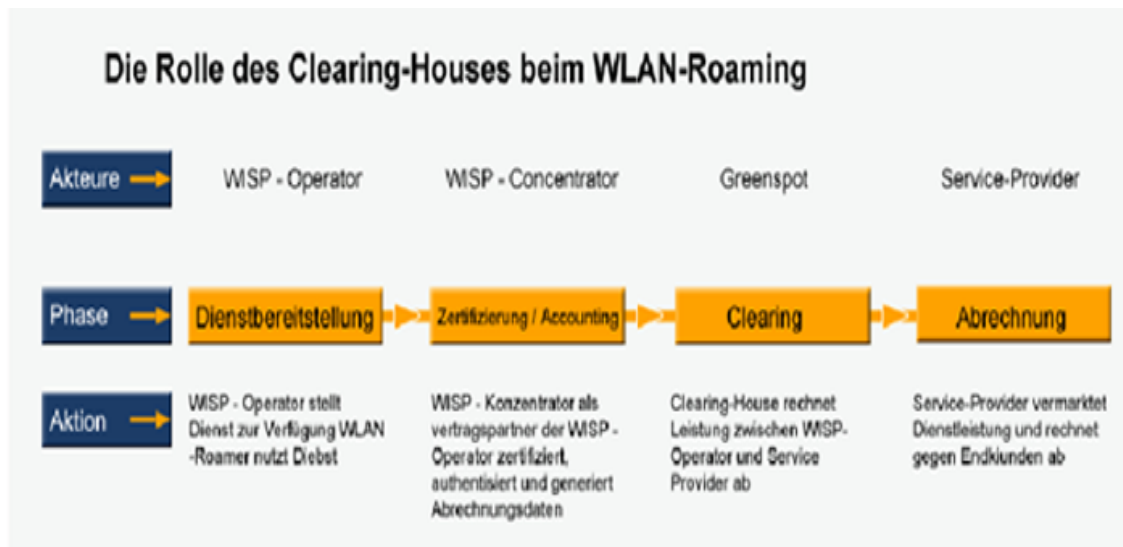 Die Rolle des Clearing-Houses beim WLAN-Roaming
Akteure
WISP - Operator
WISP - Concentrator
Greenspot
Service-Provider
Phase
Dienstbereitstellung
Zertifizierung / Accounting
Clearing
Abrechnung
Aktion
WISP - Operator stellt
Dienst zur Verfügung WLAN
-Roamer nutzt Diebst
WISP - Konzentrator als
vertragspartner der WISP -
Operator zertifiziert,
authentisiert und generiert
Abrechnungsdaten
Clearing-House rechnet
Leistung zwischen WISP-
Operator und Service
Provider ab
Service-Provider vermarktet
Dienstleistung und rechnet
gegen Endkunden ab